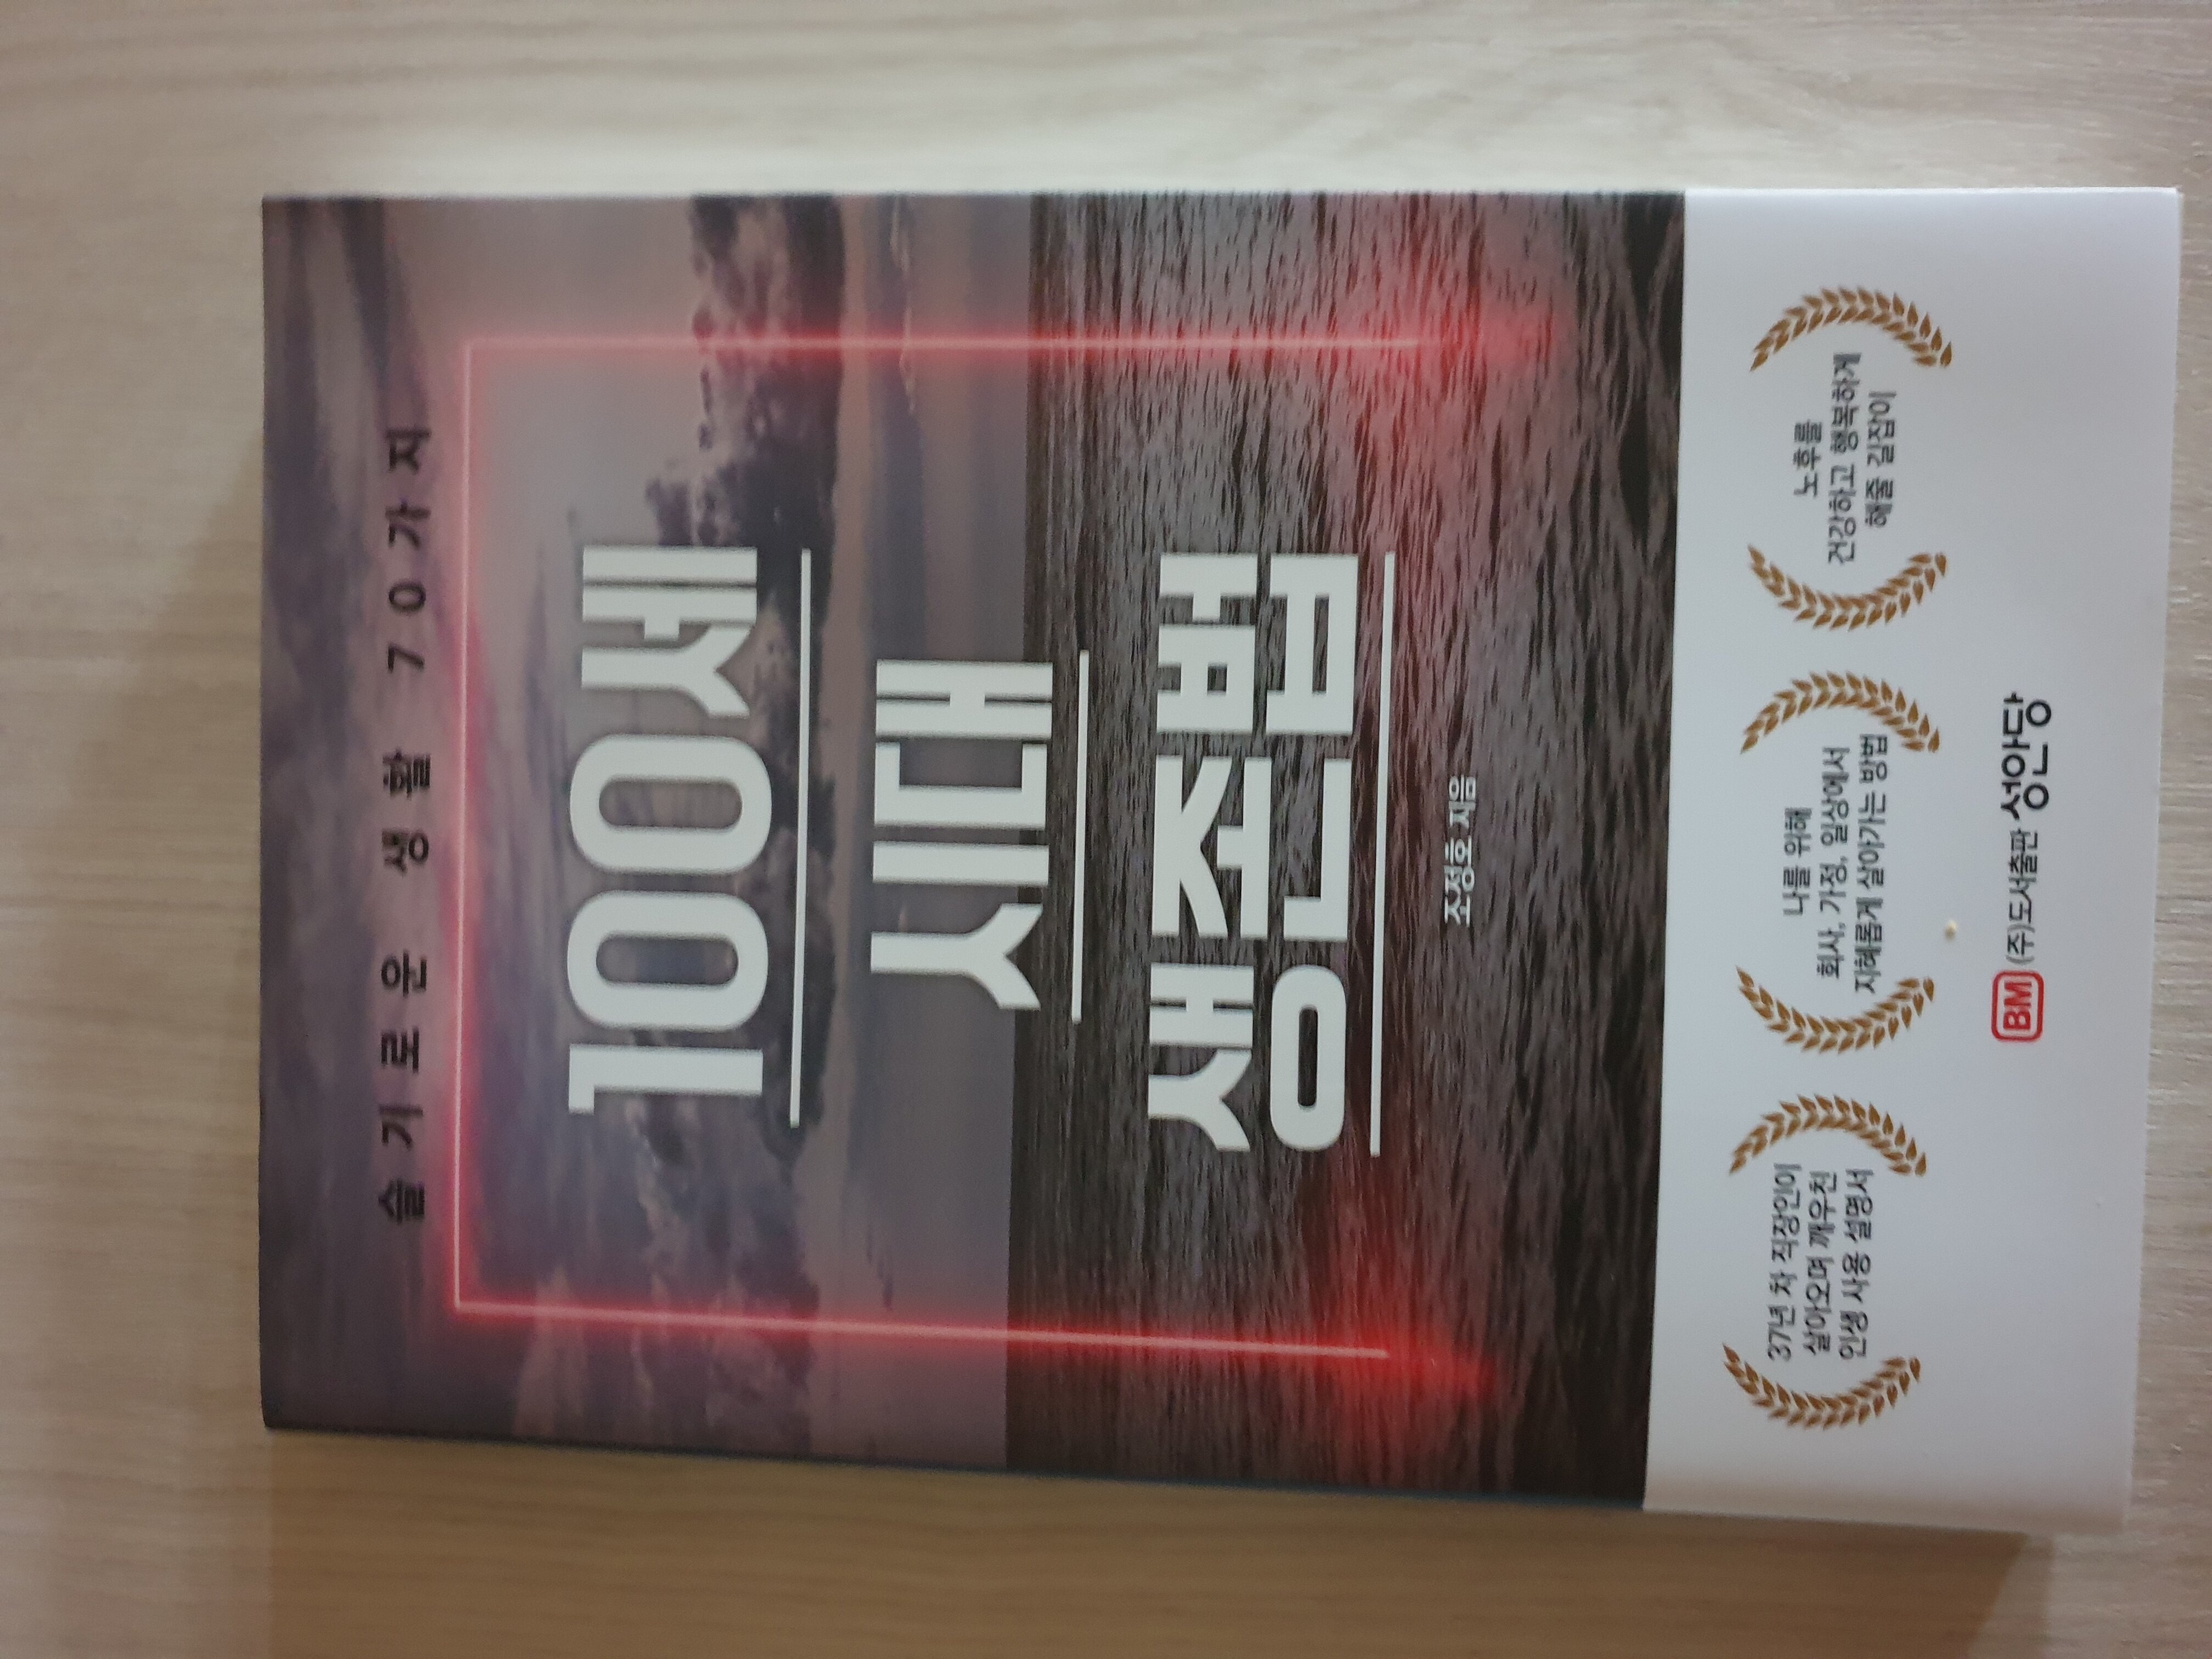 슬기로운 생활 70가지
100세
시대
생존법
조정호 지음
37년 차 직장인이
살아오며 깨우친
인생 사용 설명서
나를 위해
회사, 가정, 일상에서
지혜롭게 살아가는 방법
노후를
건강하고 행복하게
해줄 길잡이
BM (주)도서출판 성안당